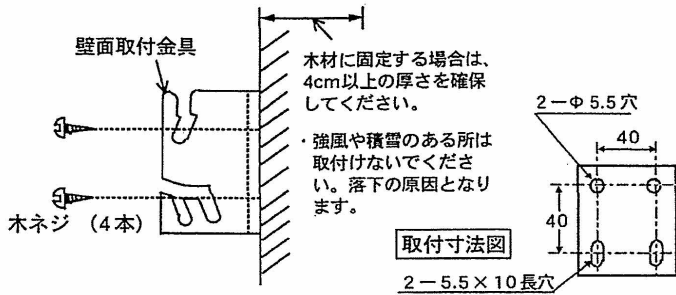 壁面取付金具
木ネジ （4本）
木材に固定する場合は、
4cm以上の厚さを確保
してください。
・強風や積雪のある所は
取付けないでくださ
い。落下の原因となり
ます。
取付寸法図
2－Φ5.5穴
40
40
2－5.5×10長穴